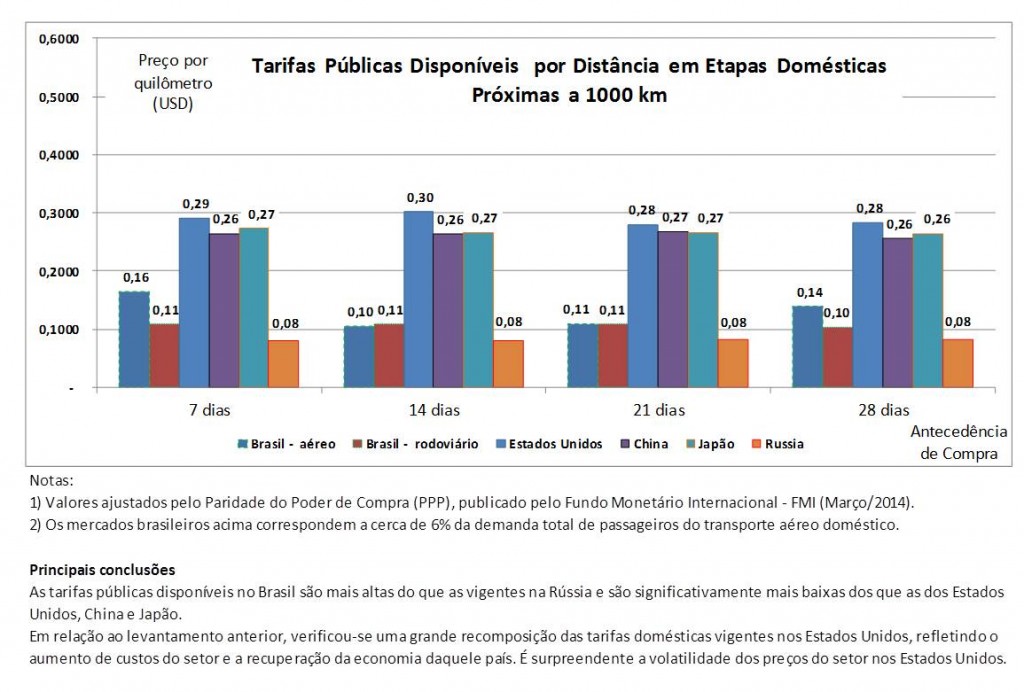 Tarifas Públicas Disponíveis por Distância em Etapas Domésticas
Próximas a 1000 km
Preço por
quilômetro
(USD)
0,6000
0,5000
0,4000
0,3000
0,2000
0,1000
-
0,16
0,11
0,29
0,26
0,27
0,08
0,10
0,11
0,30
0,26
0,27
0,08
0,11
0,11
0,28
0,27
0,27
0,08
0,14
0,10
0,28
0,26
0,26
0,08
7 dias
14 dias
21 dias
28 dias
Antecedência
de Compra
Brasil - aéreo
Brasil - rodoviário
Estados Unidos
China
Japão
Russia
Notas:
1) Valores ajustados pelo Paridade do Poder de Compra (PPP), publicado pelo Fundo Monetário Internacional - FMI (Março/2014).
2) Os mercados brasileiros acima correspondem a cerca de 6% da demanda total de passageiros do transporte aéreo doméstico.
Principais conclusões
As tarifas públicas disponíveis no Brasil são mais altas do que as vigentes na Rússia e são significativamente mais baixas dos que as dos Estados
Unidos, China e Japão.
Em relação ao levantamento anterior, verificou-se uma grande recomposição das tarifas domésticas vigentes nos Estados Unidos, refletindo o
aumento de custos do setor e a recuperação da economia daquele país. É surpreendente a volatilidade dos preços do setor nos Estados Unidos.